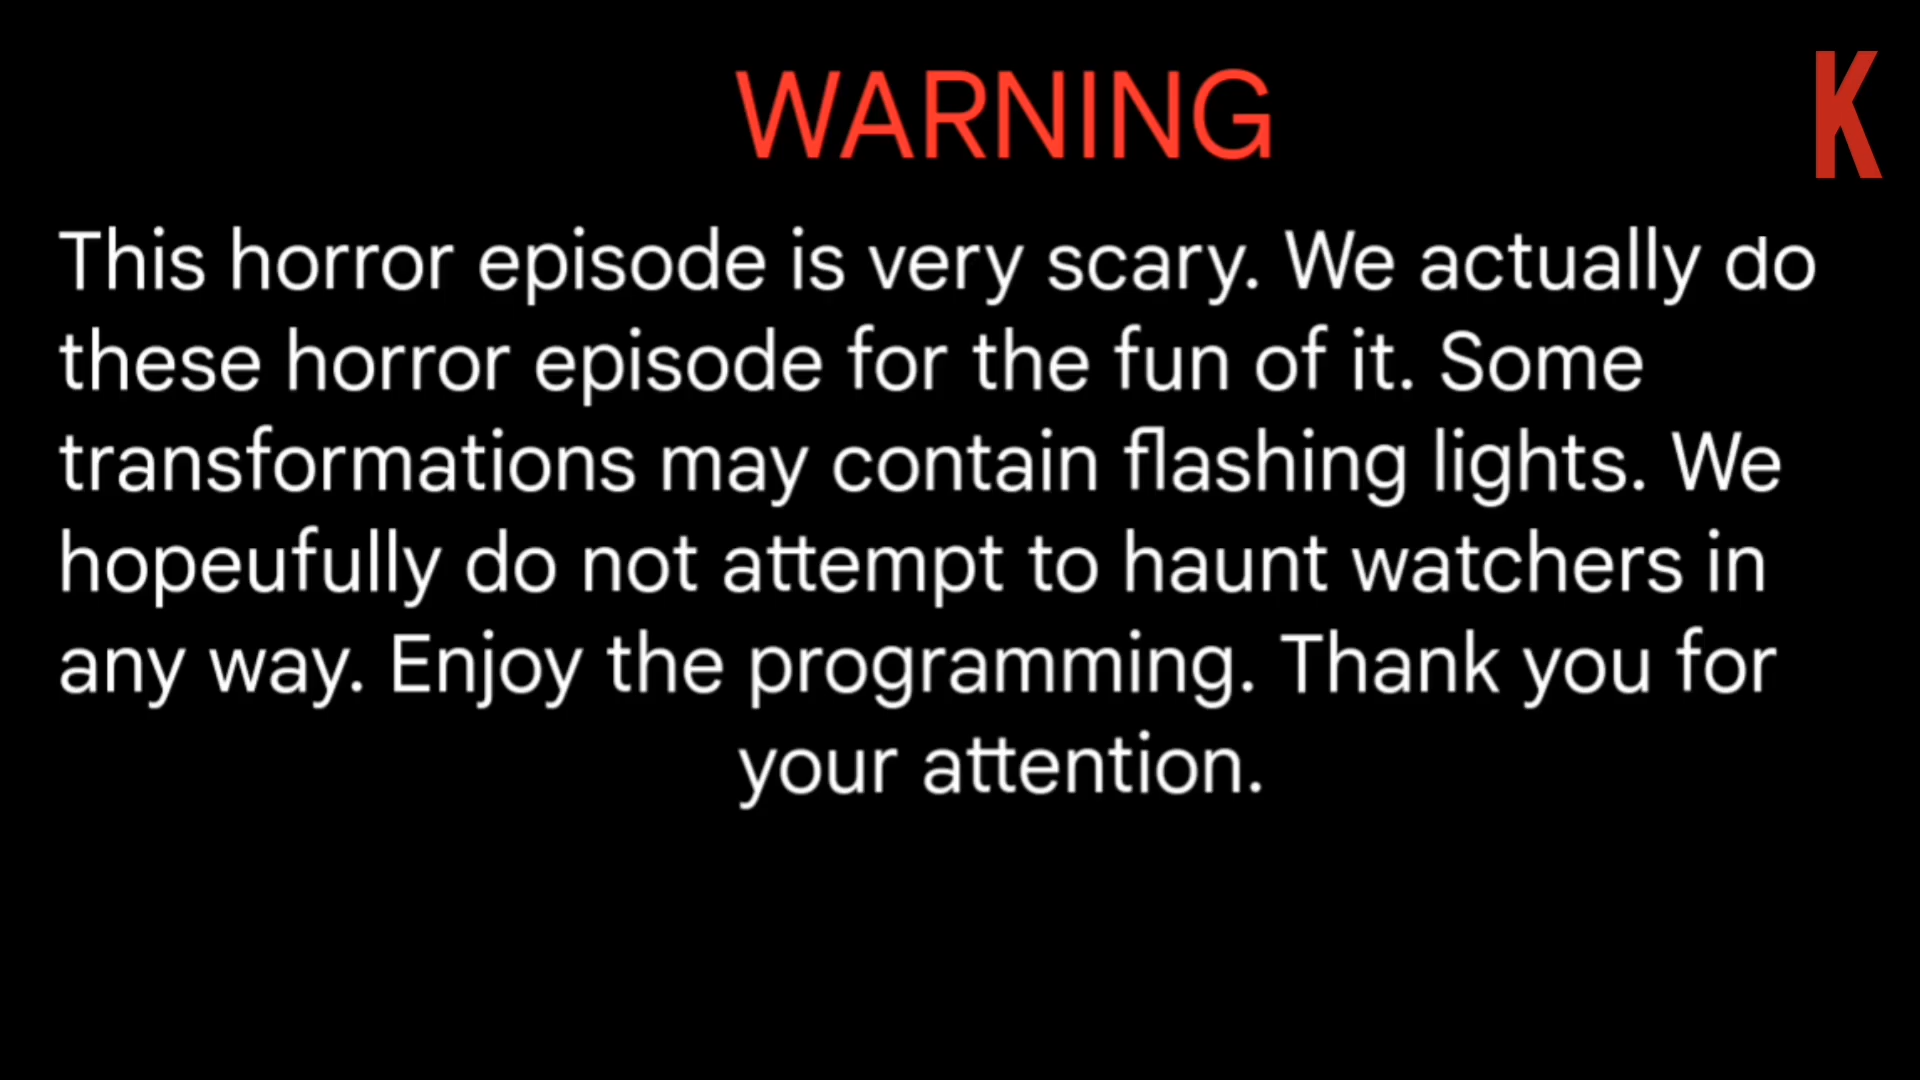 WARNING
K
This horror episode is very scary. We actually do
these horror episode for the fun of it. Some
transformations may contain flashing lights. We
hopeufully do not attempt to haunt watchers in
any way. Enjoy the programming. Thank you for
your attention.